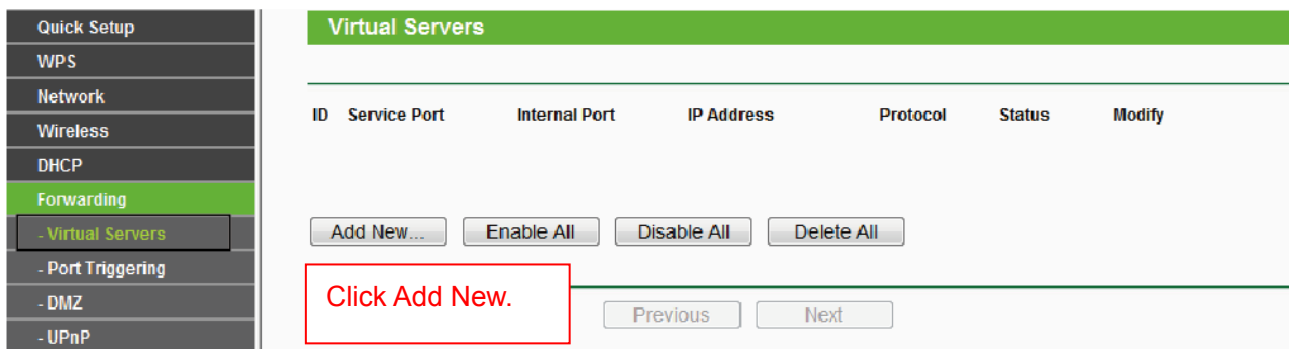 Quick Setup
WPS
Network
Wireless
DHCP
Forwarding
- Virtual Servers
- Port Triggering
- DMZ
- UPnP
Virtual Servers
ID Service Port Internal Port IP Address Protocol Status Modify
Add New... Enable All Disable All Delete All
Click Add New.
Previous Next